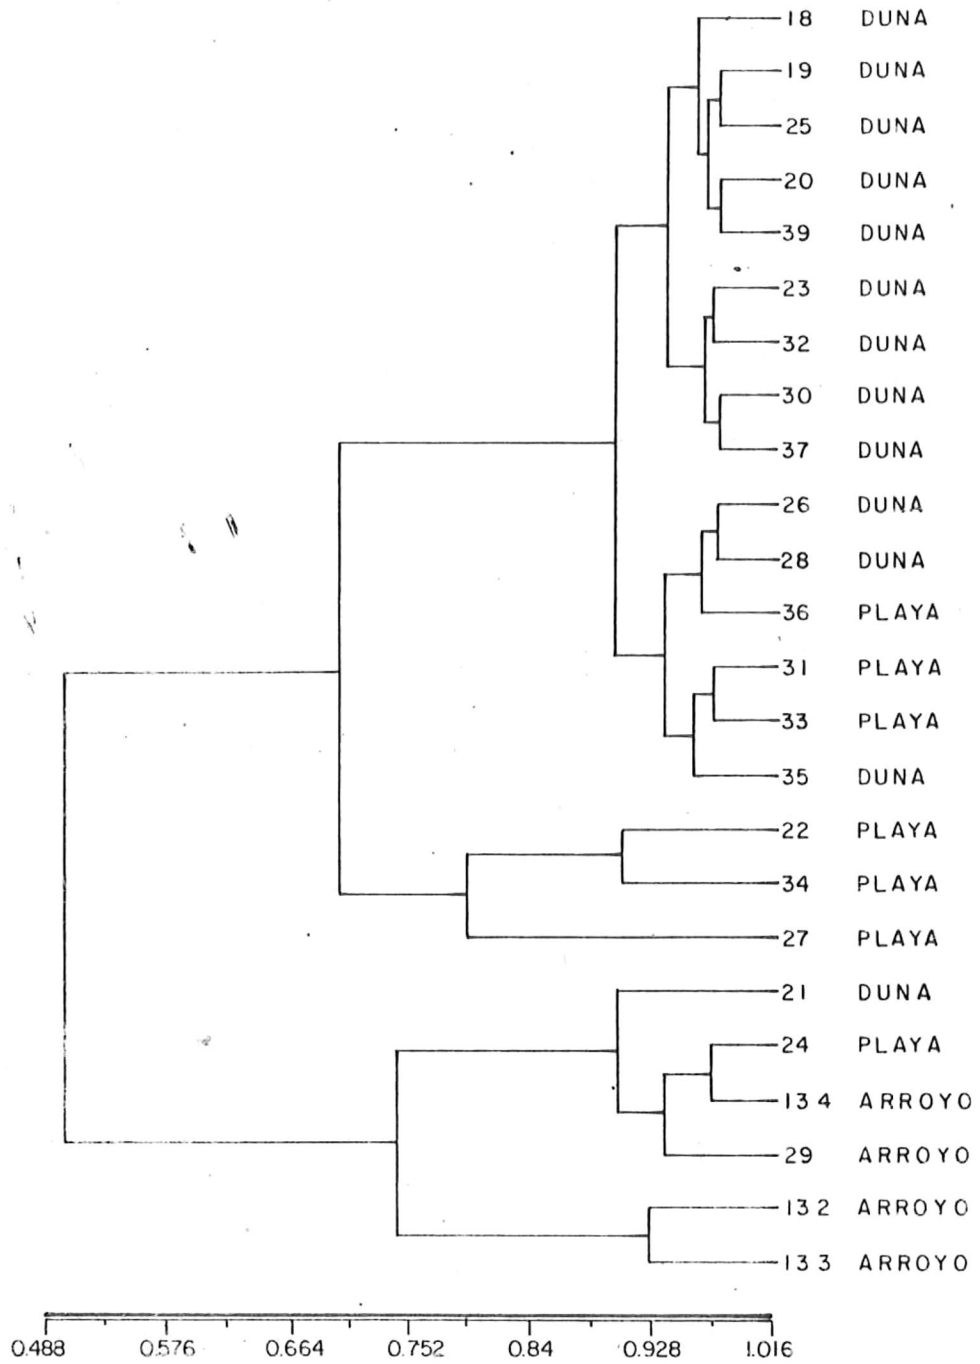 18 DUNA
19 DUNA
25 DUNA
20 DUNA
39 DUNA
23 DUNA
32 DUNA
30 DUNA
37 DUNA
26 DUNA
28 DUNA
36 PLAYA
31 PLAYA
33 PLAYA
35 DUNA
22 PLAYA
34 PLAYA
27 PLAYA
21 DUNA
24 PLAYA
134 ARROYO
29 ARROYO
132 ARROYO
133 ARROYO
0.488 0.576 0.664 0.752 0.84 0.928 1.016